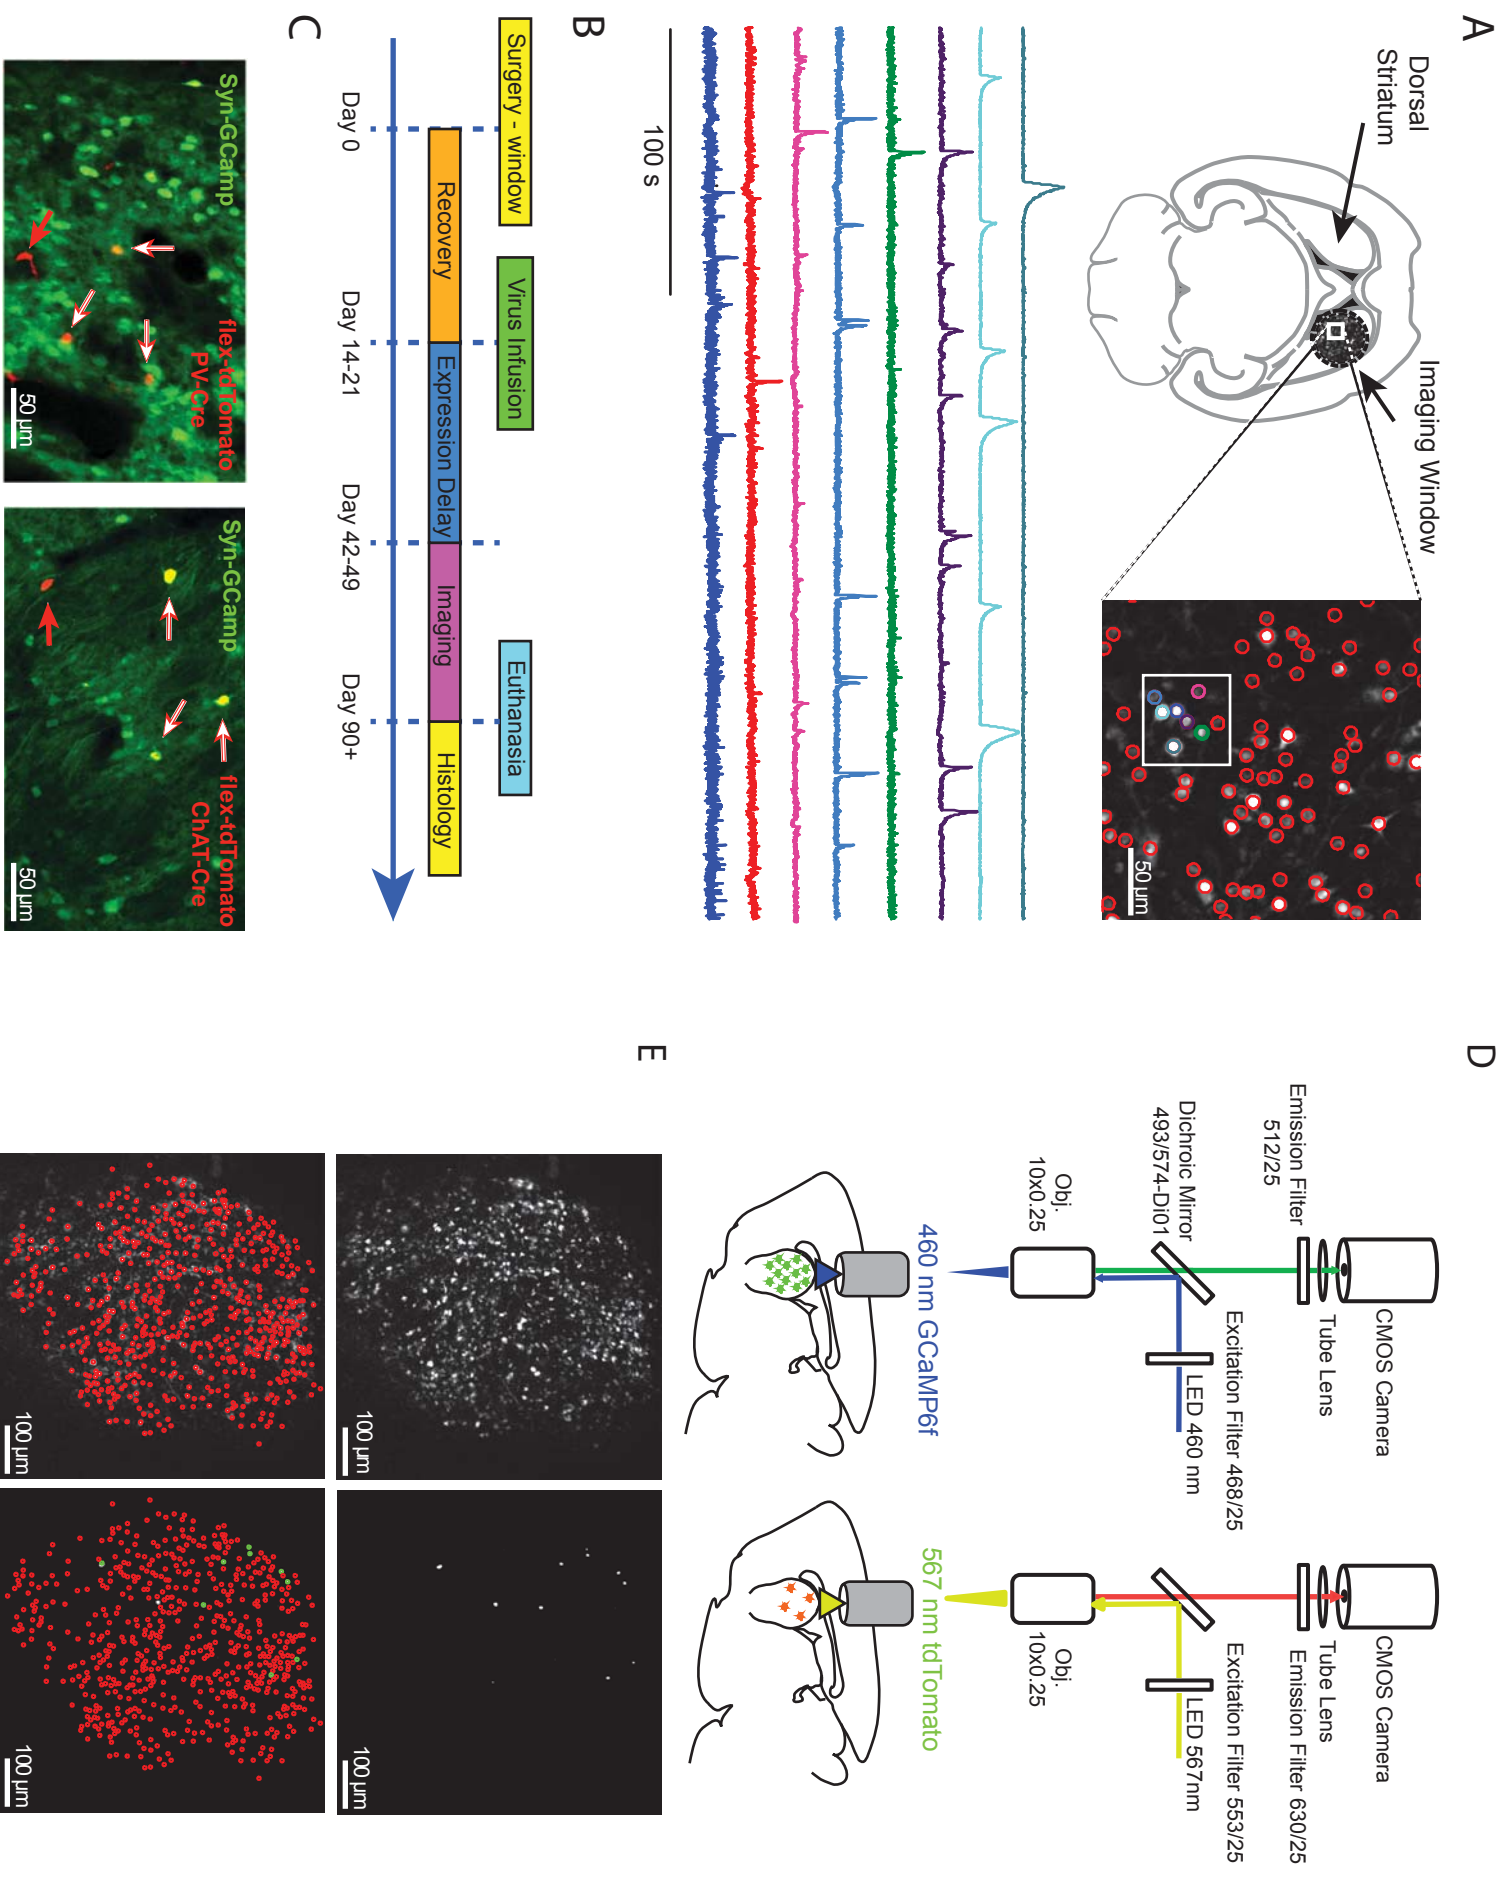 A
Dorsal
Striatum
Imaging Window
50 µm
100 s
B
Surgery - window
Virus Infusion
Euthanasia
Recovery
Expression Delay
Imaging
Histology
Day 0
Day 14-21
Day 42-49
Day 90+
C
Syn-GCamp
flex-tdTomato
PV-Cre
50 µm
Syn-GCamp
flex-tdTomato
ChAT-Cre
50 µm
D
CMOS Camera
Tube Lens
Emission Filter
512/25
Excitation Filter 468/25
Dichroic Mirror
493/574-Di01
LED 460 nm
Obj.
10x0.25
460 nm GCaMP6f
CMOS Camera
Tube Lens
Emission Filter 630/25
Excitation Filter 553/25
LED 567nm
Obj.
10x0.25
567 nm tdTomato
E
100 µm
100 µm
100 µm
100 µm